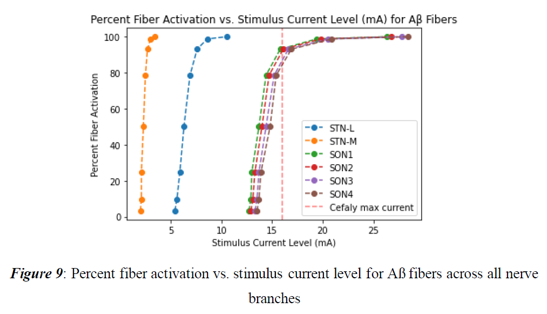 Percent Fiber Activation vs. Stimulus Current Level (mA) for Aβ Fibers
100
80
60
40
20
0
Percent Fiber Activation
5 10 15 20 25
Stimulus Current Level (mA)
STN-L
STN-M
SON1
SON2
SON3
SON4
Cefaly max current
Figure 9: Percent fiber activation vs. stimulus current level for Aß fibers across all nerve
branches